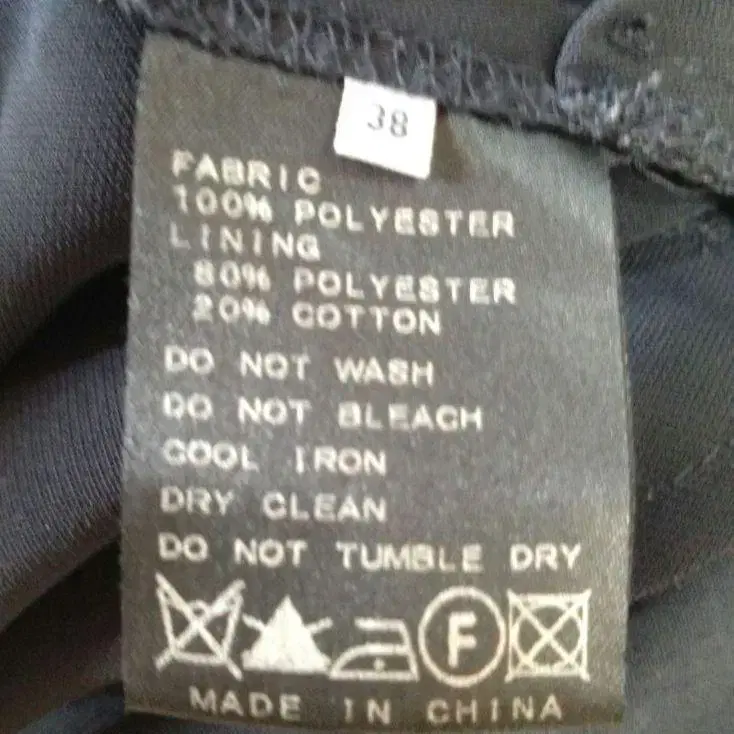 38
FABRIC
100% POLYESTER
LINING
80% POLYESTER
20% COTTON
DO NOT WASH
DO NOT BLEACH
COOL IRON
DRY CLEAN
DO NOT TUMBLE DRY
F
MADE IN CHINA